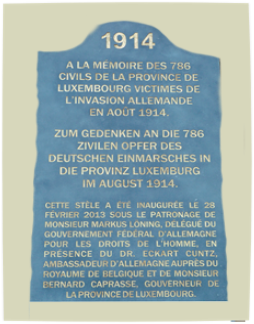 1914
A LA MÉMOIRE DES 786
CIVILS DE LA PROVINCE DE
LUXEMBOURG VICTIMES DE
L'INVASION ALLEMANDE
EN AOÛT 1914.
ZUM GEDENKEN AN DIE 786
ZIVILEN OPFER DES
DEUTSCHEN EINMARSCHES IN
DIE PROVINZ LUXEMBURG
IM AUGUST 1914.
CETTE STÈLE A ÉTÉ INAUGURÉE LE 28
FÉVRIER 2013 SOUS LE PATRONAGE DE
MONSIEUR MARKUS LÖNING, DÉLÉGUÉ DU
GOUVERNEMENT FÉDÉRAL D'ALLEMAGNE
POUR LES DROITS DE L'HOMME, EN
PRÉSENCE DU DR. ECKART CUNTZ,
AMBASSADEUR D'ALLEMAGNE AUPRÈS DU
ROYAUME DE BELGIQUE ET DE MONSIEUR
BERNARD CAPRASSE, GOUVERNEUR DE
LA PROVINCE DE LUXEMBOURG.